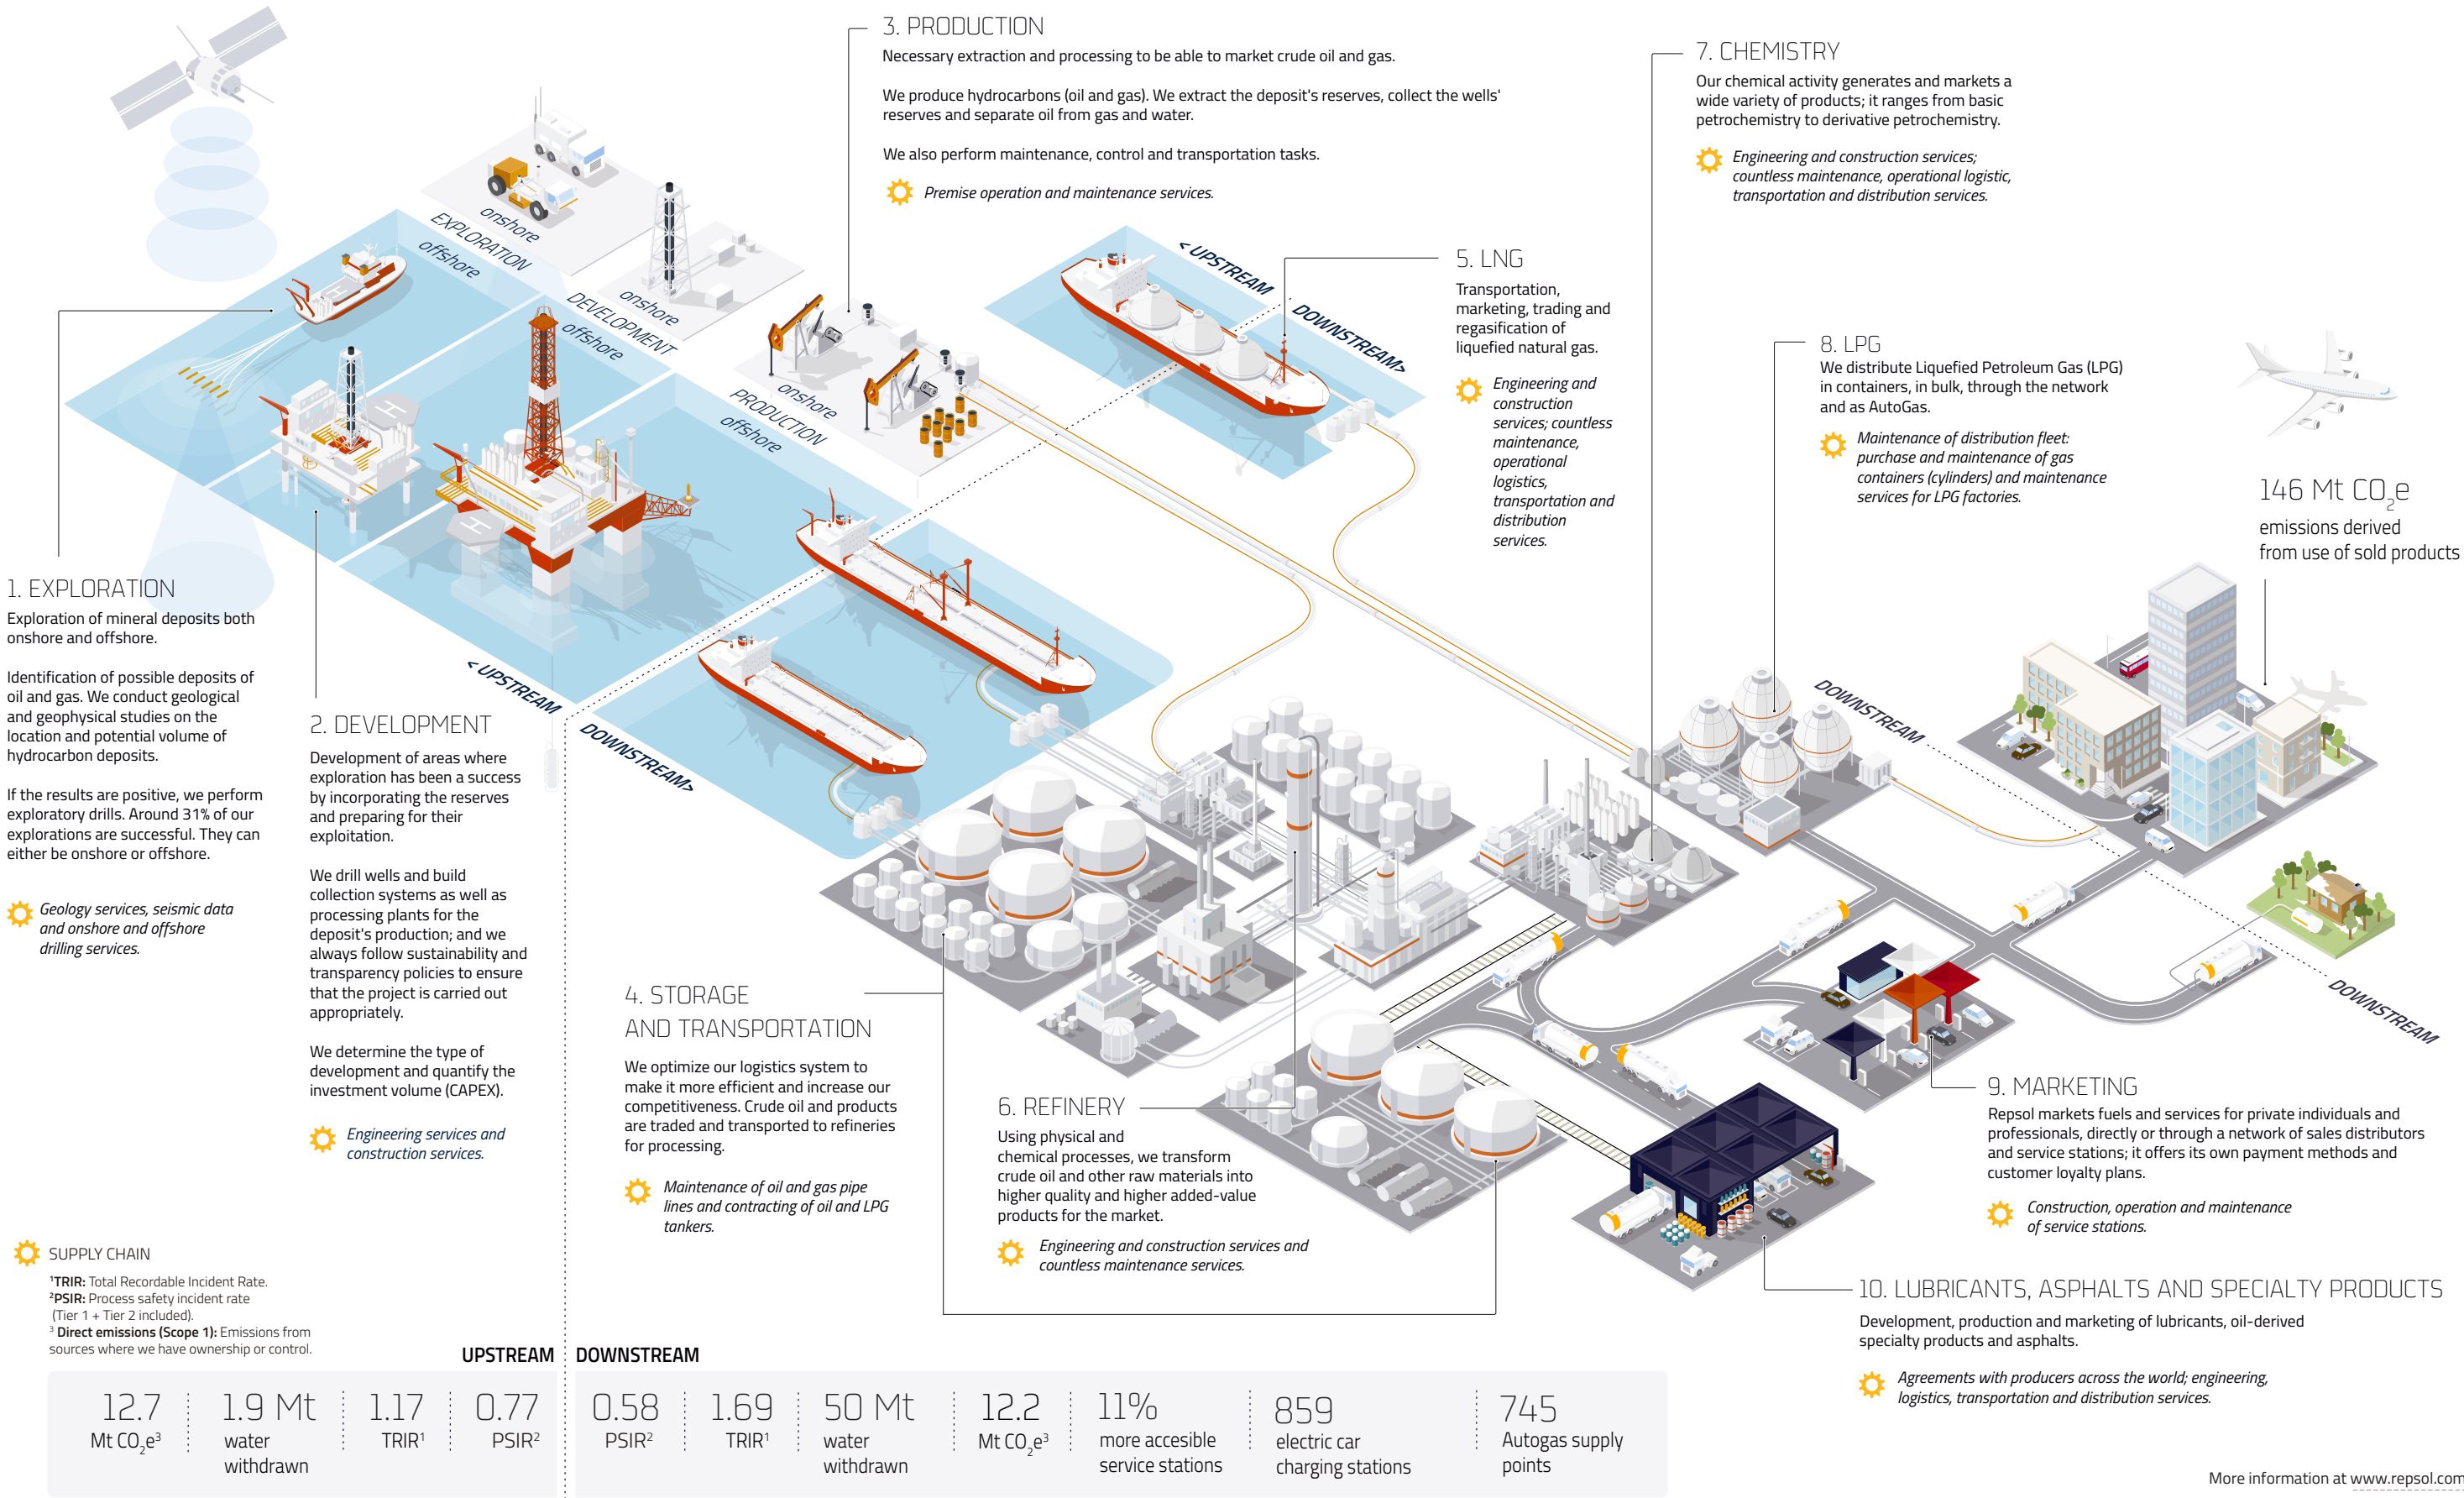 3. PRODUCTION
Necessary extraction and processing to be able to market crude oil and gas.
We produce hydrocarbons (oil and gas). We extract the deposit's reserves, collect the wells'
reserves and separate oil from gas and water.
We also perform maintenance, control and transportation tasks.
Premise operation and maintenance services.
7. CHEMISTRY
Our chemical activity generates and markets a
wide variety of products; it ranges from basic
petrochemistry to derivative petrochemistry.
Engineering and construction services;
countless maintenance, operational logistic,
transportation and distribution services.
onshore
EXPLORATION
offshore
onshore
DEVELOPMENT
offshore
onshore
PRODUCTION
offshore
< UPSTREAM
DOWNSTREAM>
5. LNG
Transportation,
marketing, trading and
regasification of
liquefied natural gas.
Engineering and
construction
services; countless
maintenance,
operational
logistics,
transportation and
distribution
services.
8. LPG
We distribute Liquefied Petroleum Gas (LPG)
in containers, in bulk, through the network
and as AutoGas.
Maintenance of distribution fleet:
purchase and maintenance of gas
containers (cylinders) and maintenance
services for LPG factories.
146 Mt CO₂e
emissions derived
from use of sold products
1. EXPLORATION
Exploration of mineral deposits both
onshore and offshore.
Identification of possible deposits of
oil and gas. We conduct geological
and geophysical studies on the
location and potential volume of
hydrocarbon deposits.
If the results are positive, we perform
exploratory drills. Around 31% of our
explorations are successful. They can
either be onshore or offshore.
Geology services, seismic data
and onshore and offshore
drilling services.
2. DEVELOPMENT
Development of areas where
exploration has been a success
by incorporating the reserves
and preparing for their
exploitation.
We drill wells and build
collection systems as well as
processing plants for the
deposit's production; and we
always follow sustainability and
transparency policies to ensure
that the project is carried out
appropriately.
We determine the type of
development and quantify the
investment volume (CAPEX).
Engineering services and
construction services.
< UPSTREAM
DOWNSTREAM>
DOWNSTREAM
DOWNSTREAM
4. STORAGE
AND TRANSPORTATION
We optimize our logistics system to
make it more efficient and increase our
competitiveness. Crude oil and products
are traded and transported to refineries
for processing.
Maintenance of oil and gas pipe
lines and contracting of oil and LPG
tankers.
6. REFINERY
Using physical and
chemical processes, we transform
crude oil and other raw materials into
higher quality and higher added-value
products for the market.
Engineering and construction services and
countless maintenance services.
9. MARKETING
Repsol markets fuels and services for private individuals and
professionals, directly or through a network of sales distributors
and service stations; it offers its own payment methods and
customer loyalty plans.
Construction, operation and maintenance
of service stations.
10. LUBRICANTS, ASPHALTS AND SPECIALTY PRODUCTS
Development, production and marketing of lubricants, oil-derived
specialty products and asphalts.
Agreements with producers across the world; engineering,
logistics, transportation and distribution services.
SUPPLY CHAIN
¹TRIR: Total Recordable Incident Rate.
²PSIR: Process safety incident rate
(Tier 1 + Tier 2 included).
³ Direct emissions (Scope 1): Emissions from
sources where we have ownership or control.
UPSTREAM
12.7
Mt CO₂e³
1.9 Mt
water
withdrawn
1.17
TRIR¹
0.77
PSIR²
DOWNSTREAM
0.58
PSIR²
1.69
TRIR¹
50 Mt
water
withdrawn
12.2
Mt CO₂e³
11%
more accesible
service stations
859
electric car
charging stations
745
Autogas supply
points
More information at www.repsol.com